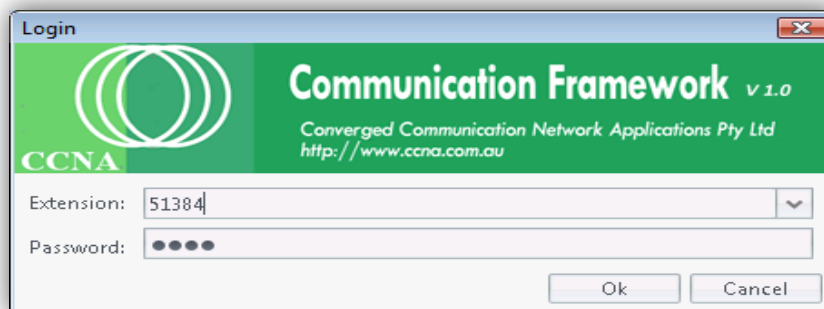 Login
Communication Framework V 1.0
Converged Communication Network Applications Pty Ltd
http://www.ccna.com.au
CCNA
Extension: 51384
Password: ●●●●
Ok Cancel